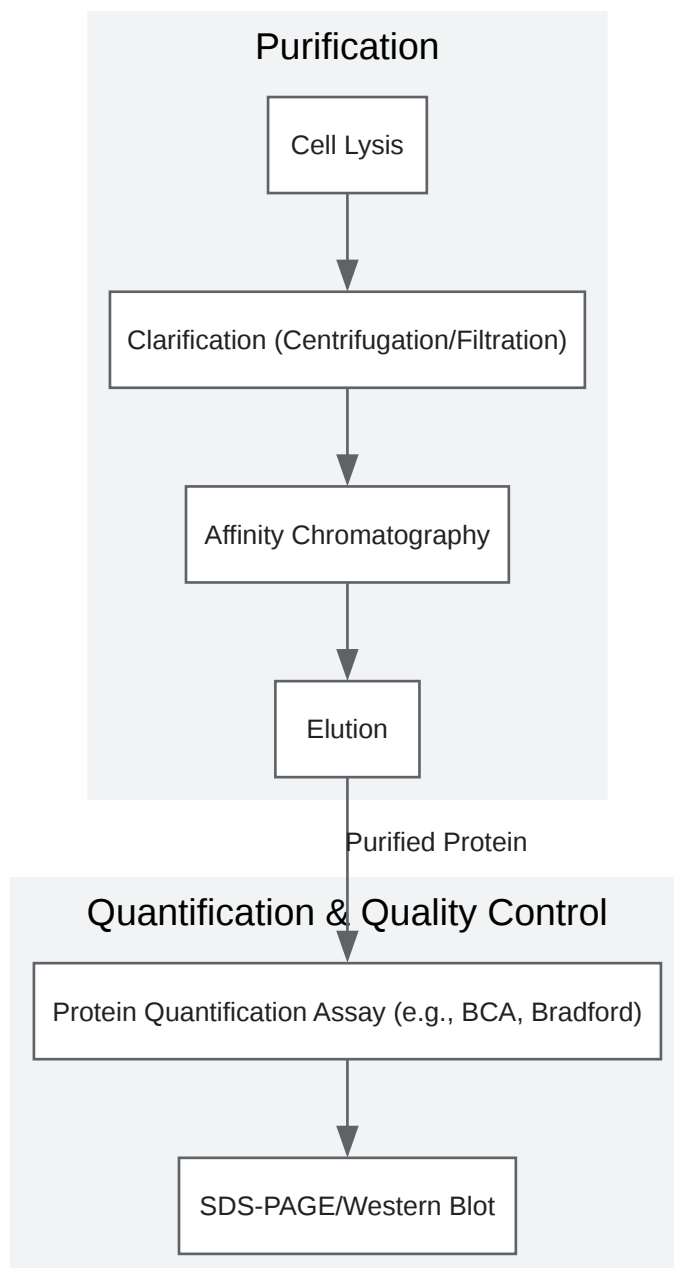 Purification
Cell Lysis
Clarification (Centrifugation/Filtration)
Affinity Chromatography
Elution
Purified Protein
Quantification & Quality Control
Protein Quantification Assay (e.g., BCA, Bradford)
SDS-PAGE/Western Blot